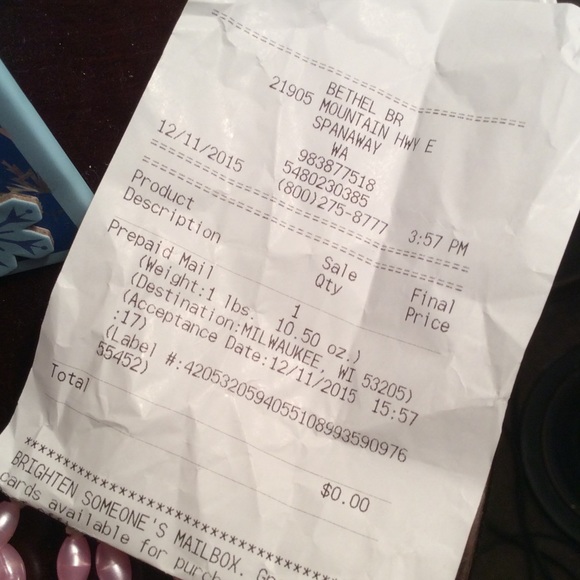 ==================================
BETHEL BR
21905 MOUNTAIN HWY E
SPANAWAY
WA
983877518
5480230385
12/11/2015 (800)275-8777 3:57 PM
==================================
==================================
Product Sale Final
Description Qty Price
Prepaid Mail 1
(Weight:1 lbs. 10.50 oz.)
(Destination:MILWAUKEE, WI 53205)
(Acceptance Date:12/11/2015 15:57
:17)
(Label #:420532059405510899359097​6
55452)
Total $0.00
**********************************
BRIGHTEN SOMEONE'S MAILBOX.
cards available for